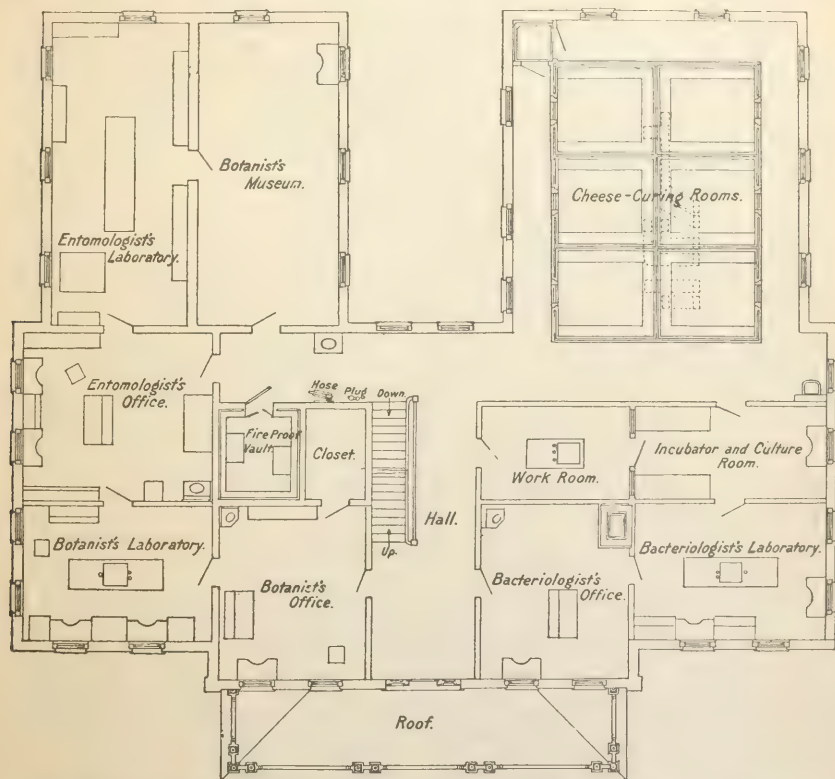 Botanist's
Museum.
Cheese-Curing Rooms.
Entomologist's
Laboratory.
Entomologist's
Office.
Hose
Plug
Down.
Fire Proof
Vault.
Closet.
Work Room.
Incubator and Culture
Room.
Hall.
Up.
Botanist's Laboratory.
Bacteriologist's Laboratory.
Botanist's
Office.
Bacteriologist's
Office.
Roof.